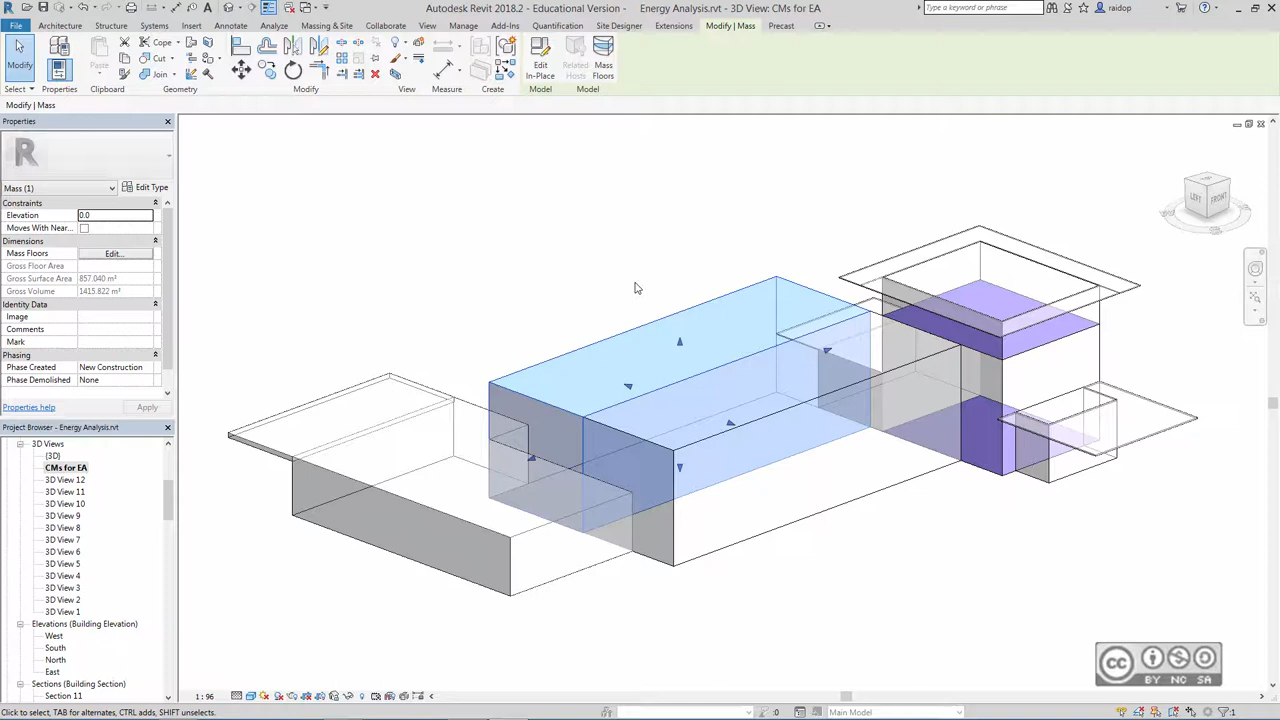 Autodesk Revit 2018.2 - Educational Version - Energy Analysis.rvt - 3D View: CMs for EA
Type a keyword or phrase
raidop
File Architecture Structure Systems Insert Annotate Analyze Massing & Site Collaborate View Manage Add-Ins Quantification Site Designer Extensions Modify | Mass Precast
Cope
Cut
Join
Modify
Paste
Edit In-Place
Related Hosts
Mass Floors
Select Properties Clipboard Geometry Modify View Measure Create Model Model
Modify | Mass
Properties
R
Mass (1) Edit Type
Constraints
Elevation 0.0
Moves With Near...
Dimensions
Mass Floors Edit...
Gross Floor Area
Gross Surface Area 857.040 m²
Gross Volume 1415.822 m³
Identity Data
Image
Comments
Mark
Phasing
Phase Created New Construction
Phase Demolished None
Properties help Apply
Project Browser - Energy Analysis.rvt
3D Views
{3D}
CMs for EA
3D View 12
3D View 11
3D View 10
3D View 9
3D View 8
3D View 7
3D View 6
3D View 5
3D View 4
3D View 3
3D View 2
3D View 1
Elevations (Building Elevation)
West
South
North
East
Sections (Building Section)
Section 11
LEFT FRONT
cc
BY NC SA
1 : 96
Click to select, TAB for alternates, CTRL adds, SHIFT unselects.
:0
Main Model
:1